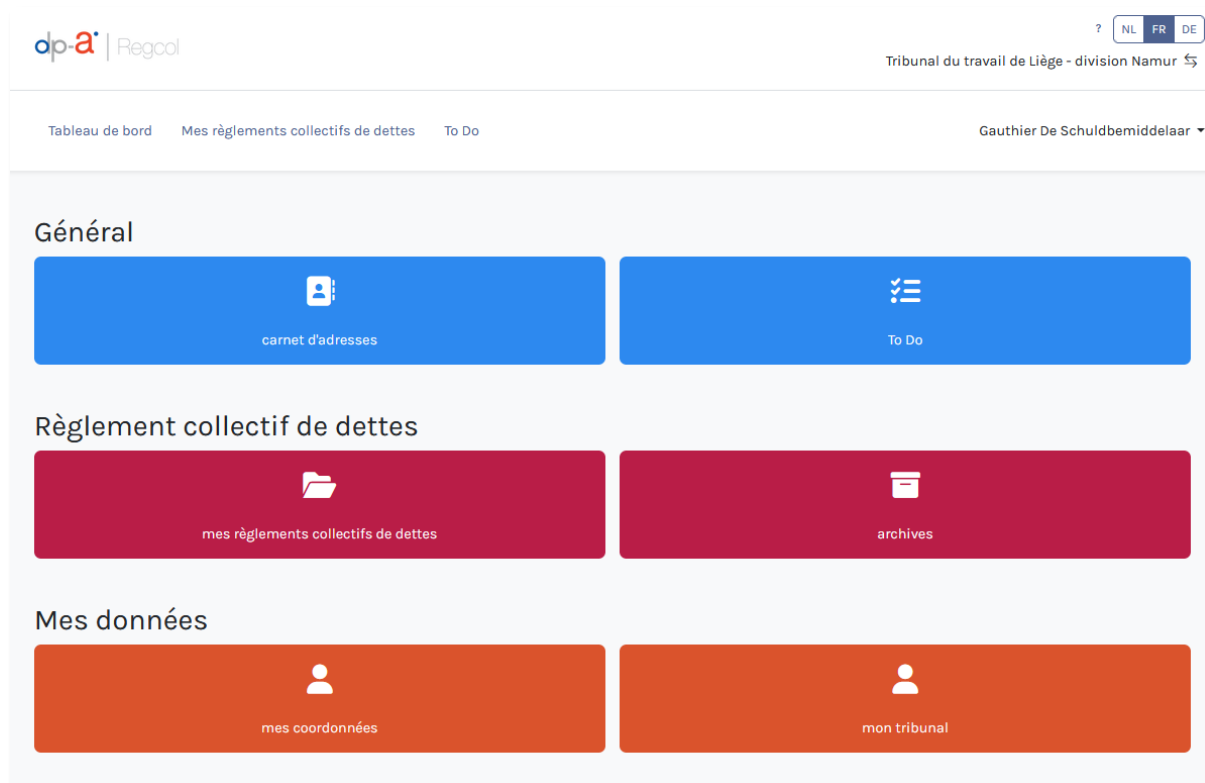 dp-a | Regcol
? NL FR DE
Tribunal du travail de Liège - division Namur
Tableau de bord Mes règlements collectifs de dettes To Do Gauthier De Schuldbemiddelaar
Général
carnet d'adresses To Do
Règlement collectif de dettes
mes règlements collectifs de dettes archives
Mes données
mes coordonnées mon tribunal